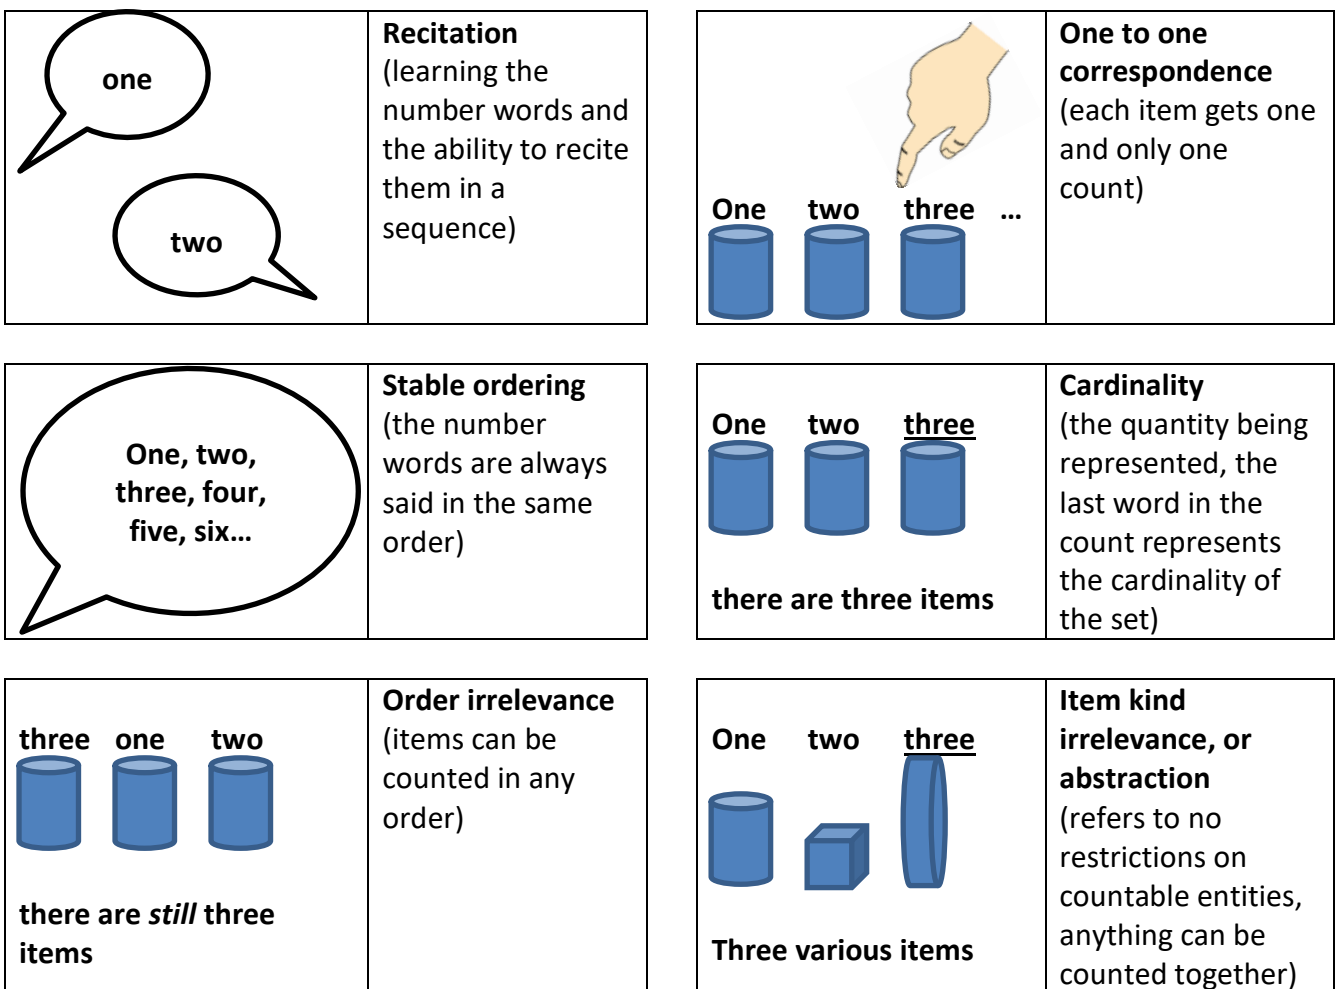 one
two
Recitation
(learning the
number words and
the ability to recite
them in a
sequence)
One two three ...
One to one
correspondence
(each item gets one
and only one
count)
One, two,
three, four,
five, six…
Stable ordering
(the number
words are always
said in the same
order)
One two three
there are three items
Cardinality
(the quantity being
represented, the
last word in the
count represents
the cardinality of
the set)
three one two
there are still three
items
Order irrelevance
(items can be
counted in any
order)
One two three
Three various items
Item kind
irrelevance, or
abstraction
(refers to no
restrictions on
countable entities,
anything can be
counted together)